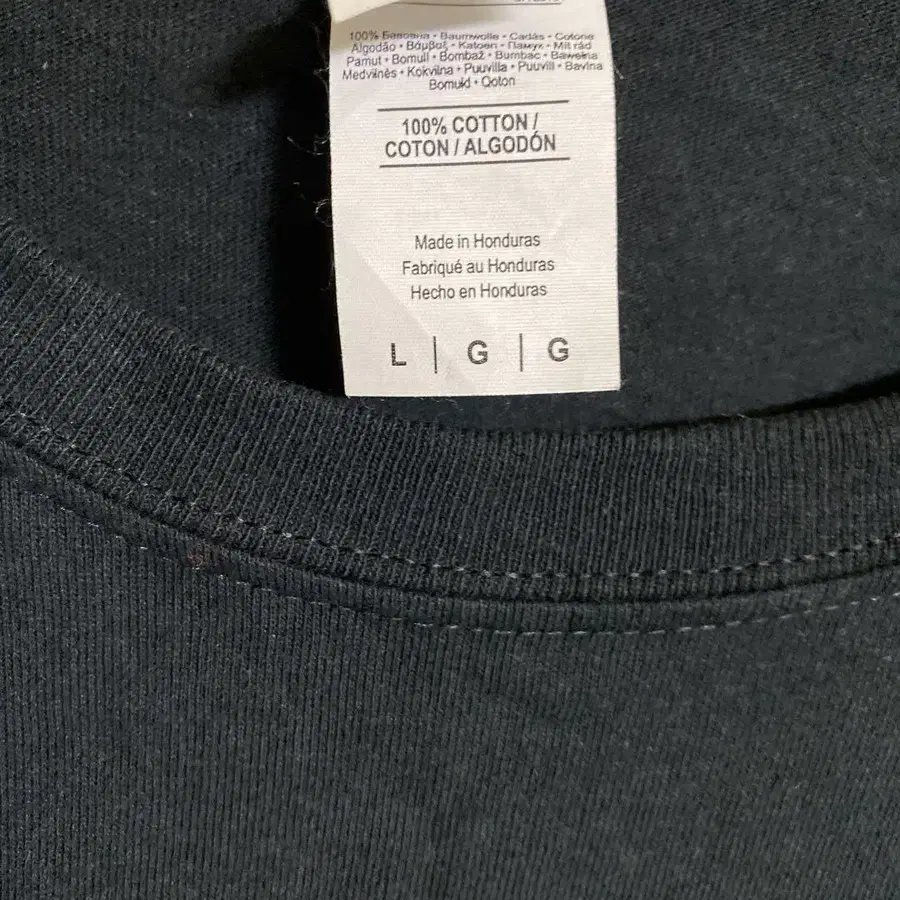 100% Бавовна • Baumwolle • Cadás • Cotone
Algodão • Βαμβάξ • Katoen • Памук • Mit rád
Pamut • Bomull • Bombaž • Bumbac • Bawełna
Medvilnės • Kokvilna • Puuvilla • Puuvill • Bavlna
Bomuld • Qoton
100% COTTON /
COTON / ALGODÓN
Made in Honduras
Fabriqué au Honduras
Hecho en Honduras
L | G | G